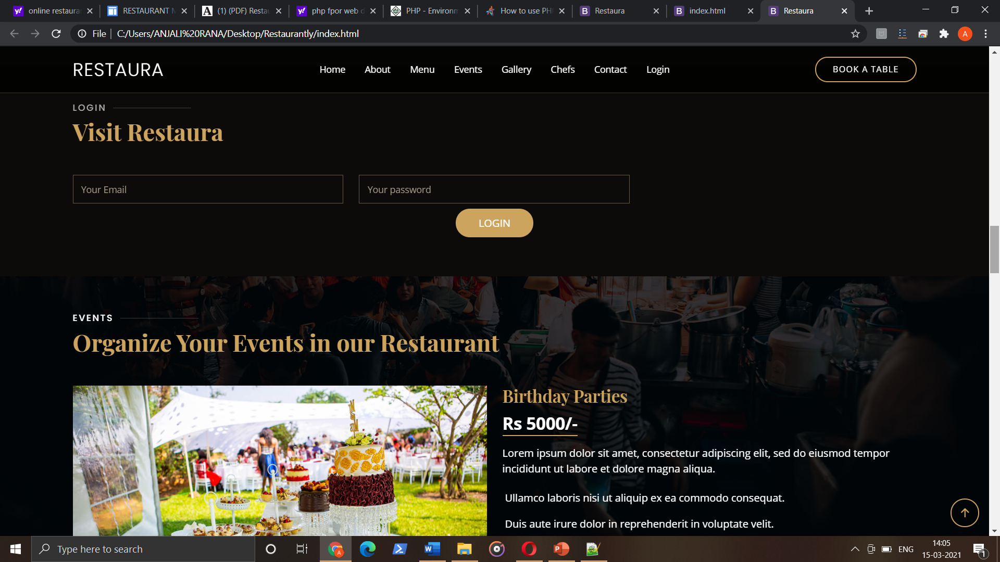 online restaura
RESTAURANT M
(1) (PDF) Resta
php fpor web d
PHP - Environm
How to use PH
Restaura
index.html
Restaura
File
C:/Users/ANJALI%20RANA/Desktop/Restaurantly/index.html
A
RESTAURA
Home
About
Menu
Events
Gallery
Chefs
Contact
Login
BOOK A TABLE
LOGIN
Visit Restaura
Your Email
Your password
LOGIN
EVENTS
Organize Your Events in our Restaurant
Birthday Parties
Rs 5000/-
Lorem ipsum dolor sit amet, consectetur adipiscing elit, sed do eiusmod tempor
incididunt ut labore et dolore magna aliqua.
Ullamco laboris nisi ut aliquip ex ea commodo consequat.
Duis aute irure dolor in reprehenderit in voluptate velit.
Type here to search
ENG
14:05
15-03-2021
1